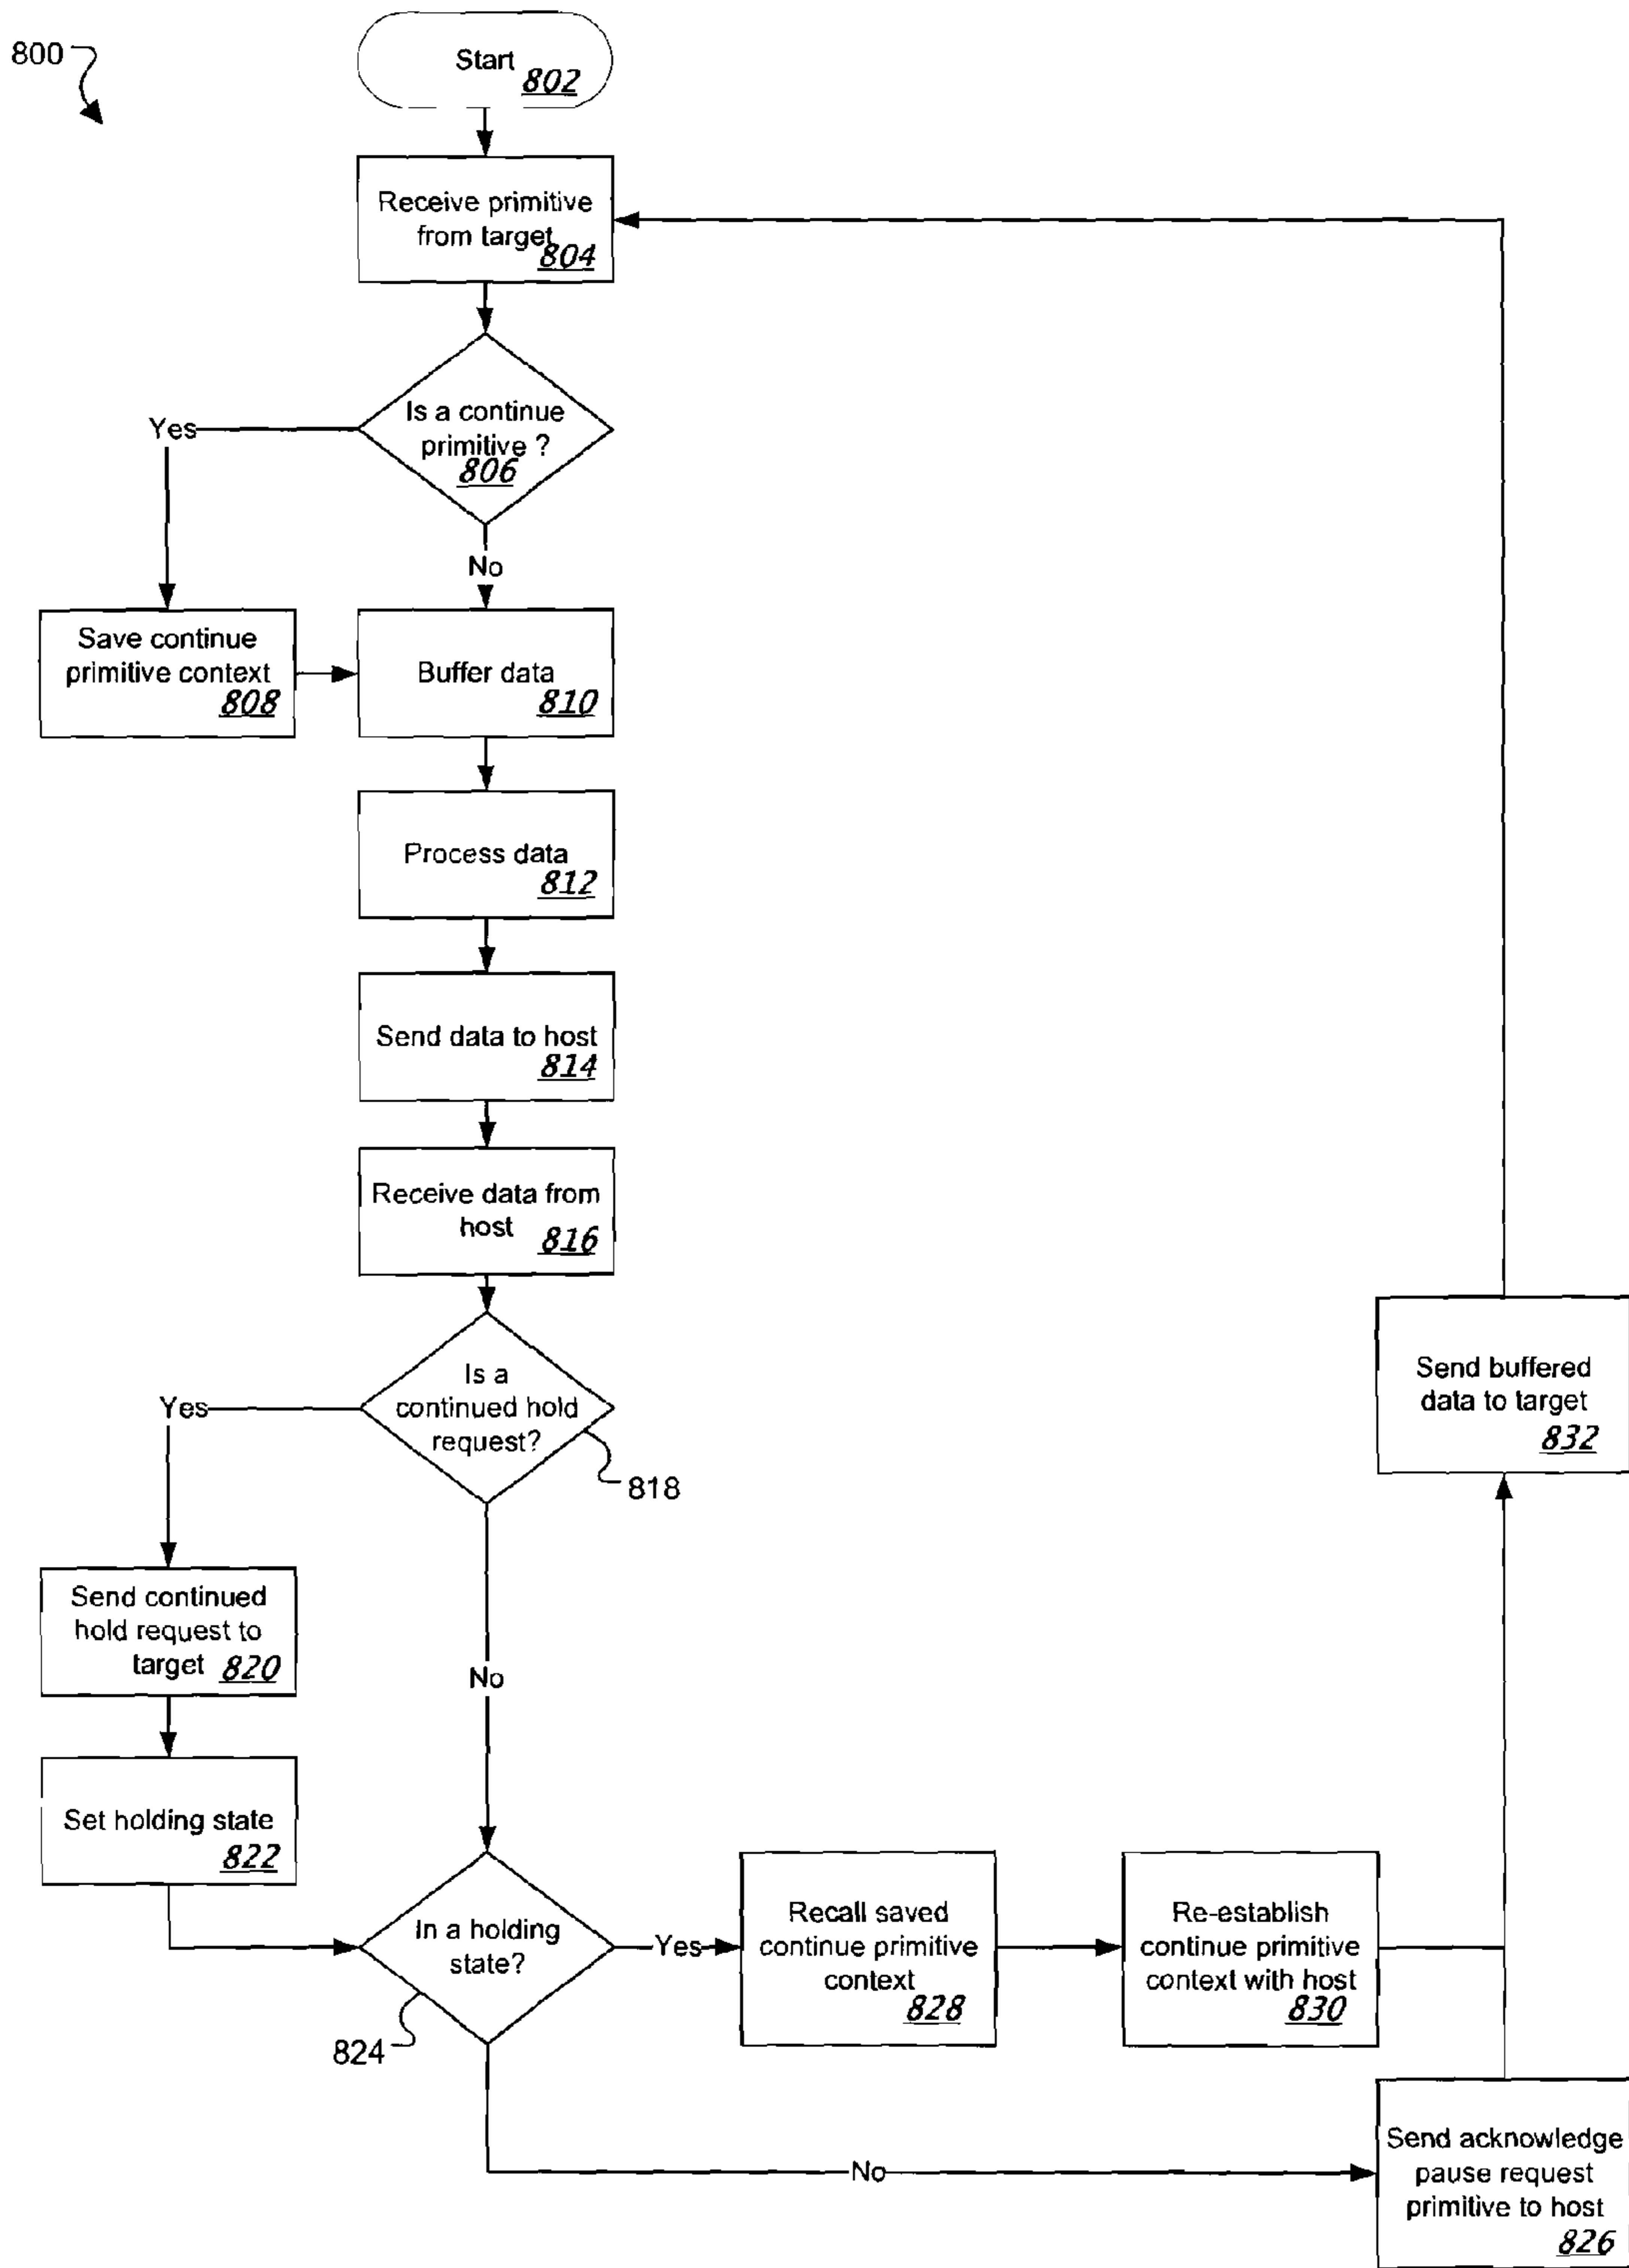 800
Start
802
Receive primitive
from target
804
Is a continue
primitive ?
806
Yes
No
Save continue
primitive context
808
Buffer data
810
Process data
812
Send data to host
814
Receive data from
host 816
Is a
continued hold
request?
818
Yes
No
Send continued
hold request to
target 820
Set holding state
822
In a holding
state?
824
Yes
No
Recall saved
continue primitive
context
828
Re-establish
continue primitive
context with host
830
Send acknowledge
pause request
primitive to host
826
Send buffered
data to target
832